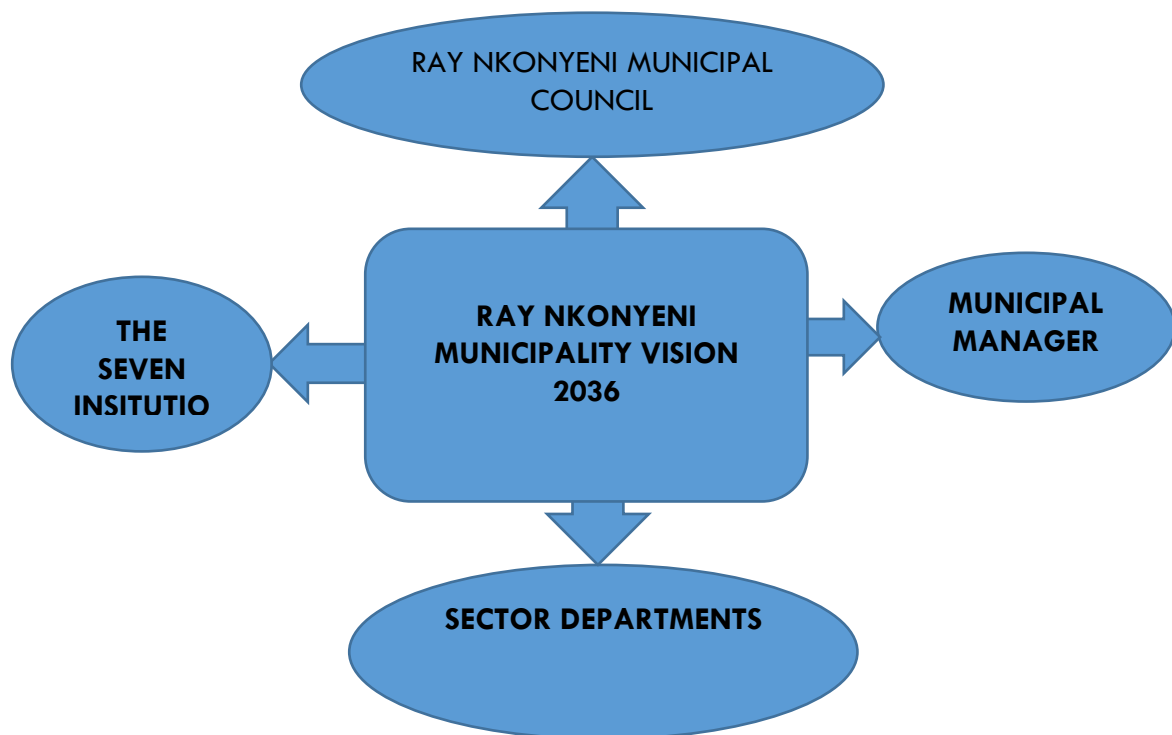 RAY NKONYENI MUNICIPAL
COUNCIL
THE
SEVEN
INSITUTIO
RAY NKONYENI
MUNICIPALITY VISION
2036
MUNICIPAL
MANAGER
SECTOR DEPARTMENTS